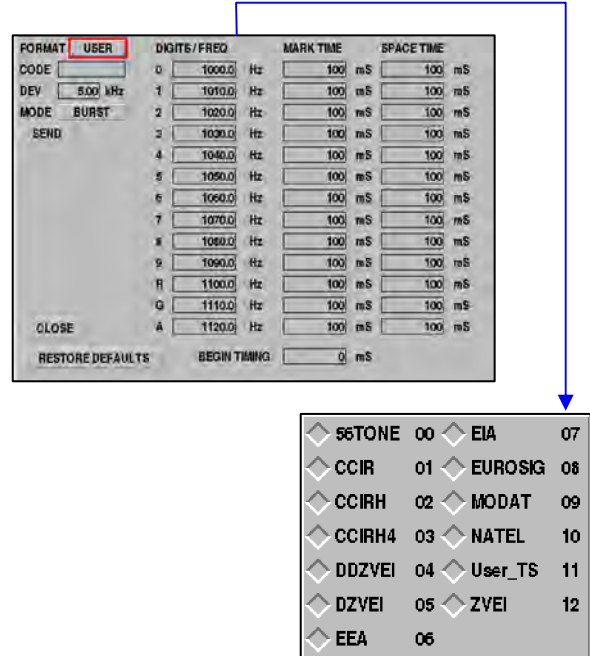 FORMAT USER DIGITS / FREQ MARK TIME SPACE TIME
CODE 0 1000.0 Hz 100 mS 100 mS
DEV 5.00 kHz 1 1010.0 Hz 100 mS 100 mS
MODE BURST 2 1020.0 Hz 100 mS 100 mS
SEND 3 1030.0 Hz 100 mS 100 mS
4 1040.0 Hz 100 mS 100 mS
5 1050.0 Hz 100 mS 100 mS
6 1060.0 Hz 100 mS 100 mS
7 1070.0 Hz 100 mS 100 mS
8 1080.0 Hz 100 mS 100 mS
9 1090.0 Hz 100 mS 100 mS
R 1100.0 Hz 100 mS 100 mS
G 1110.0 Hz 100 mS 100 mS
CLOSE A 1120.0 Hz 100 mS 100 mS
RESTORE DEFAULTS BEGIN TIMING 0 mS
56TONE 00 EIA 07
CCIR 01 EUROSIG 08
CCIRH 02 MODAT 09
CCIRH4 03 NATEL 10
DDZVEI 04 User_TS 11
DZVEI 05 ZVEI 12
EEA 06